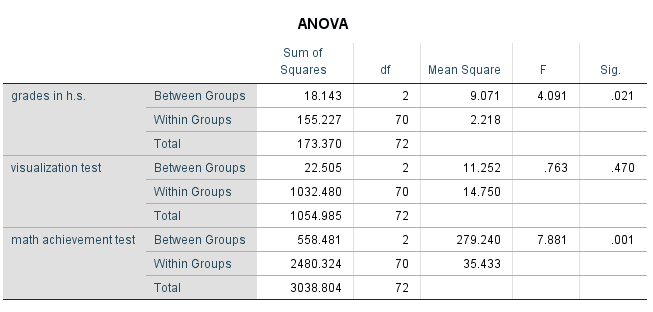 ANOVA
Sum of Squares df Mean Square F Sig.
grades in h.s. Between Groups 18.143 2 9.071 4.091 .021
Within Groups 155.227 70 2.218
Total 173.370 72
visualization test Between Groups 22.505 2 11.252 .763 .470
Within Groups 1032.480 70 14.750
Total 1054.985 72
math achievement test Between Groups 558.481 2 279.240 7.881 .001
Within Groups 2480.324 70 35.433
Total 3038.804 72